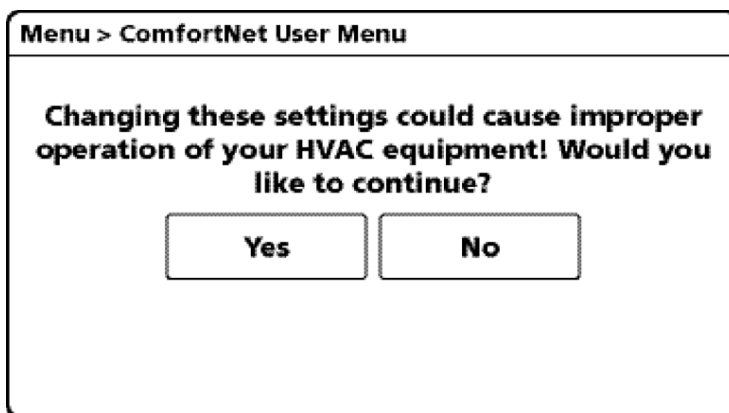 Menu > ComfortNet User Menu
Changing these settings could cause improper
operation of your HVAC equipment! Would you
like to continue?
Yes
No